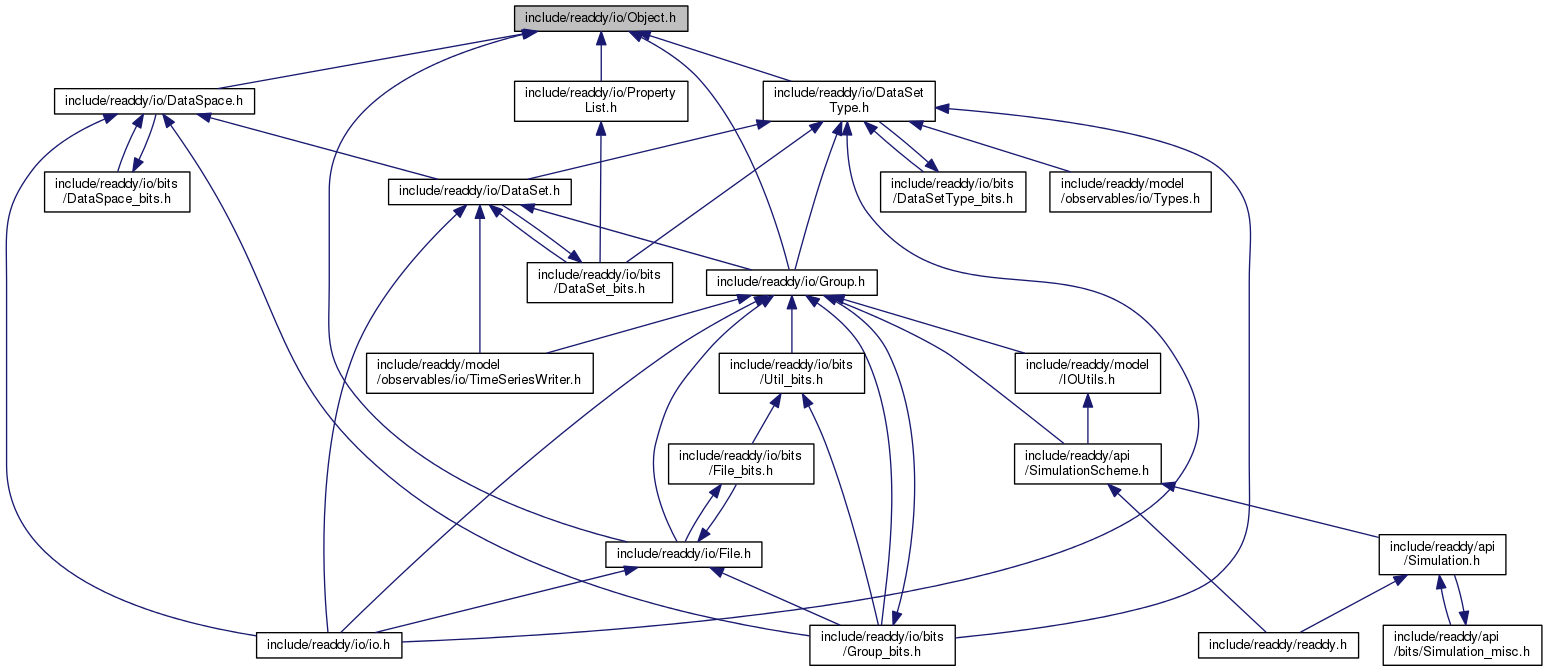 include/readdy/io/Object.h
include/readdy/io/DataSpace.h
include/readdy/io/Property
List.h
include/readdy/io/DataSet
Type.h
include/readdy/io/bits
/DataSpace_bits.h
include/readdy/io/DataSet.h
include/readdy/io/bits
/DataSetType_bits.h
include/readdy/model
/observables/io/Types.h
include/readdy/io/bits
/DataSet_bits.h
include/readdy/io/Group.h
include/readdy/model
/observables/io/TimeSeriesWriter.h
include/readdy/io/bits
/Util_bits.h
include/readdy/model
/IOUtils.h
include/readdy/io/bits
/File_bits.h
include/readdy/api
/SimulationScheme.h
include/readdy/io/File.h
include/readdy/api
/Simulation.h
include/readdy/io/io.h
include/readdy/io/bits
/Group_bits.h
include/readdy/readdy.h
include/readdy/api
/bits/Simulation_misc.h